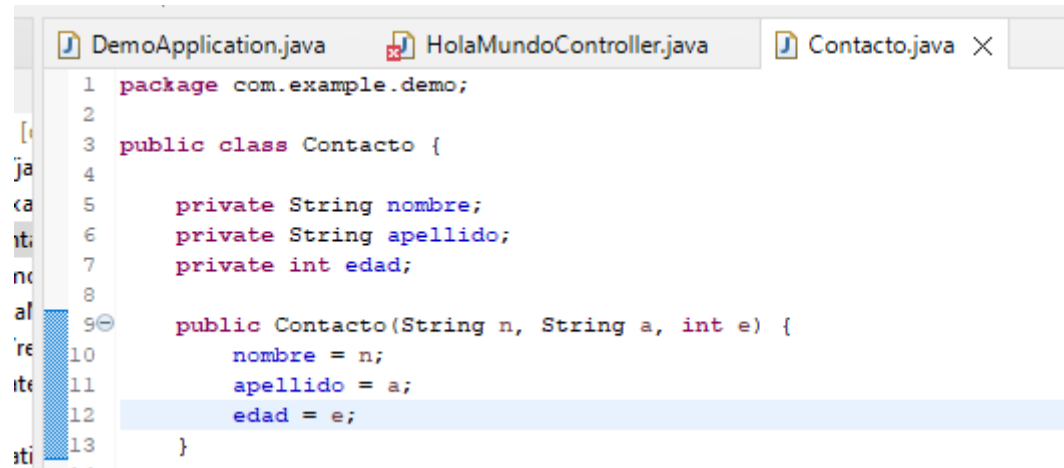 DemoApplication.java HolaMundoController.java Contacto.java
1 package com.example.demo;
2
3 public class Contacto {
4
5 private String nombre;
6 private String apellido;
7 private int edad;
8
9 public Contacto(String n, String a, int e) {
10 nombre = n;
11 apellido = a;
12 edad = e;
13 }